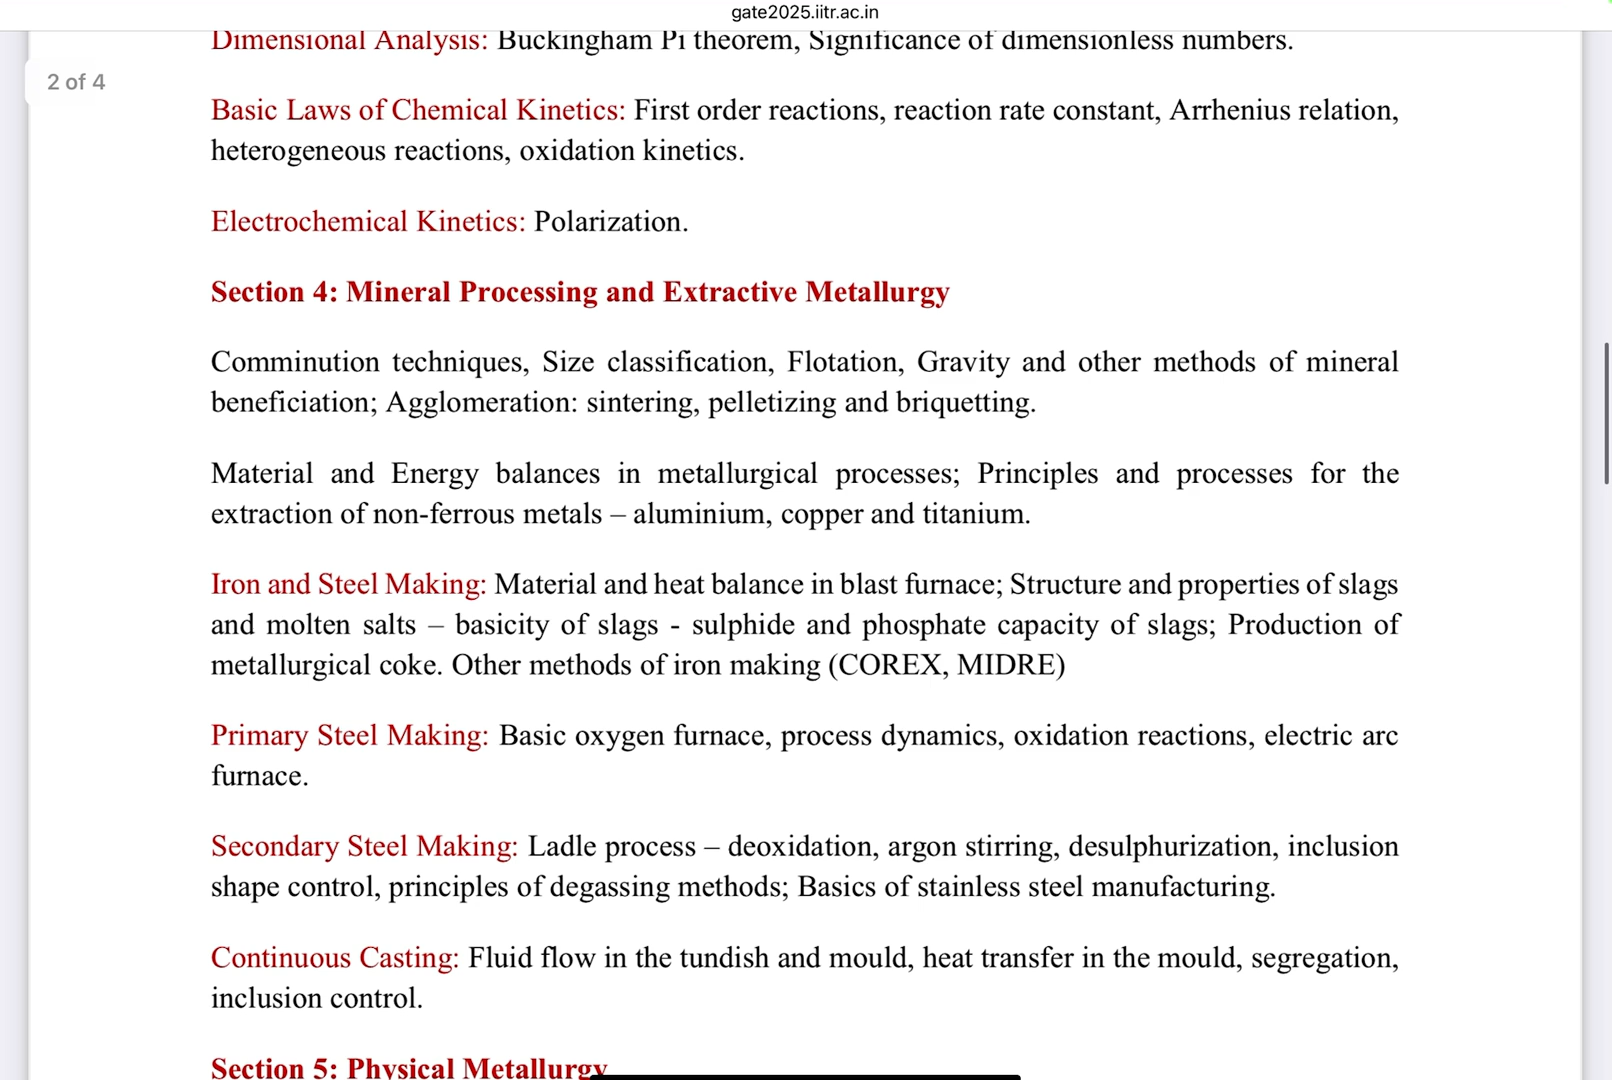 gate2025.iitr.ac.in
Dimensional Analysis: Buckingham Pi theorem, Significance of dimensionless numbers.
2 of 4
Basic Laws of Chemical Kinetics: First order reactions, reaction rate constant, Arrhenius relation,
heterogeneous reactions, oxidation kinetics.
Electrochemical Kinetics: Polarization.
Section 4: Mineral Processing and Extractive Metallurgy
Comminution techniques, Size classification, Flotation, Gravity and other methods of mineral
beneficiation; Agglomeration: sintering, pelletizing and briquetting.
Material and Energy balances in metallurgical processes; Principles and processes for the
extraction of non-ferrous metals – aluminium, copper and titanium.
Iron and Steel Making: Material and heat balance in blast furnace; Structure and properties of slags
and molten salts – basicity of slags - sulphide and phosphate capacity of slags; Production of
metallurgical coke. Other methods of iron making (COREX, MIDRE)
Primary Steel Making: Basic oxygen furnace, process dynamics, oxidation reactions, electric arc
furnace.
Secondary Steel Making: Ladle process – deoxidation, argon stirring, desulphurization, inclusion
shape control, principles of degassing methods; Basics of stainless steel manufacturing.
Continuous Casting: Fluid flow in the tundish and mould, heat transfer in the mould, segregation,
inclusion control.
Section 5: Physical Metallurgy